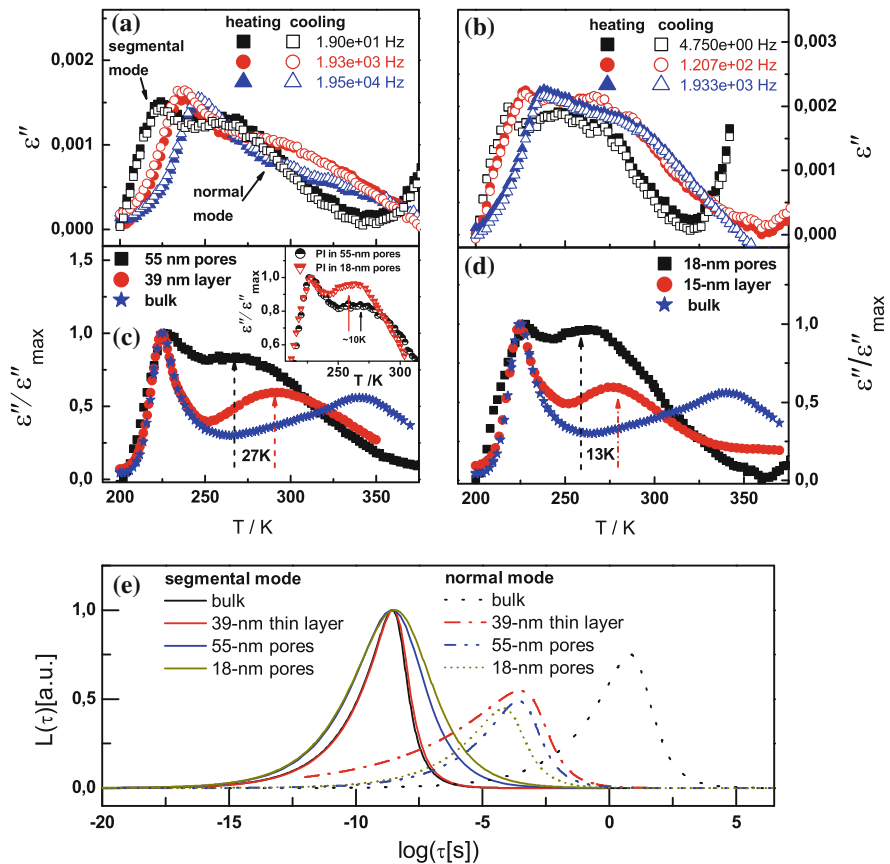 (a)
heating cooling
1.90e+01 Hz
1.93e+03 Hz
1.95e+04 Hz
segmental
mode
normal
mode
ε''
0,002
0,001
0,000
(b)
heating cooling
4.750e+00 Hz
1.207e+02 Hz
1.933e+03 Hz
0,003
0,002
0,001
0,000
ε''
(c)
55 nm pores
39 nm layer
bulk
ε''/ε''max
1,5
1,0
0,5
0,0
27K
200 225 250 275 300 325 350
T / K
PI in 55-nm pores
PI in 18-nm pores
ε''/ε''max
1,0
0,8
0,6
~10K
T / K
250 300
(d)
18-nm pores
15-nm layer
bulk
1,0
0,5
0,0
ε''/ε''max
13K
200 225 250 275 300 325 350
T / K
(e)
segmental mode
bulk
39-nm thin layer
55-nm pores
18-nm pores
normal mode
bulk
39-nm thin layer
55-nm pores
18-nm pores
L(τ)[a.u.]
1,0
0,5
0,0
-20 -15 -10 -5 0 5
log(τ[s])